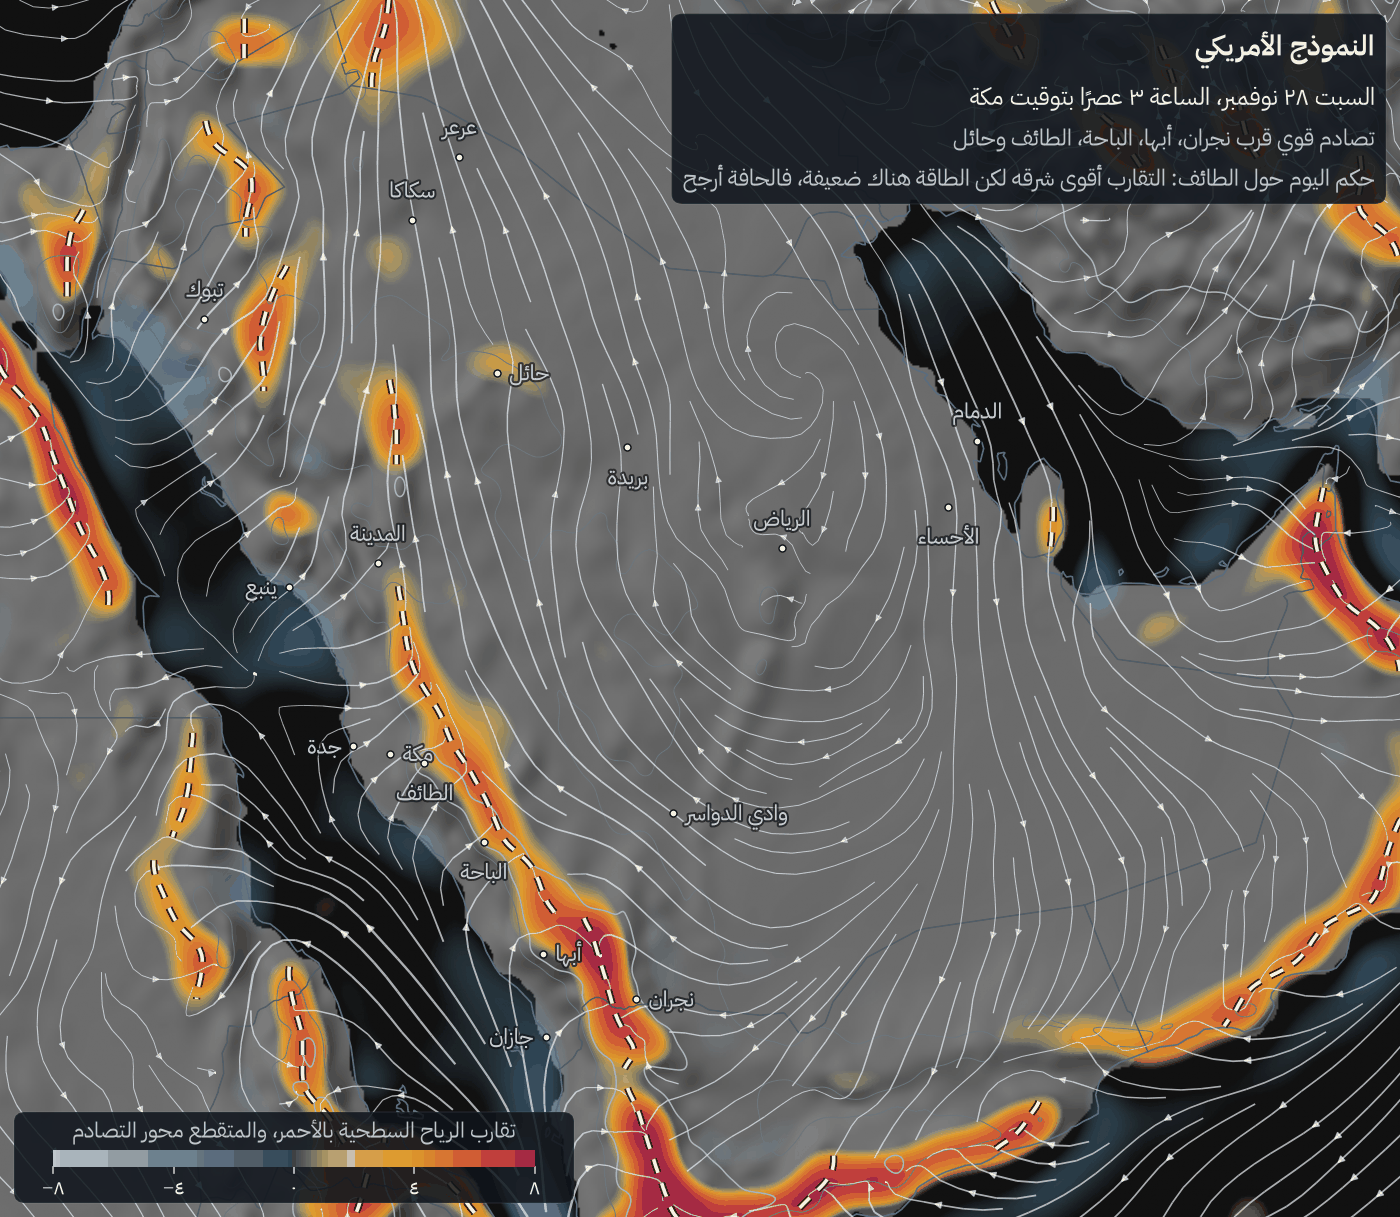 النموذج الأمريكي
السبت ٢٨ نوفمبر، الساعة ٣ عصرًا بتوقيت مكة
تصادم قوي قرب نجران، أبها، الباحة، الطائف وحائل
حكم اليوم حول الطائف: التقارب أقوى شرقه لكن الطاقة هناك ضعيفة، فالحافة أرجح
عرعر
سكاكا
تبوك
حائل
الدمام
بريدة
الرياض
المدينة
الأحساء
ينبع
جدة
مكة
الطائف
وادي الدواسر
الباحة
أبها
نجران
جازان
تقارب الرياح السطحية بالأحمر، والمتقطع محور التصادم
−٨ −٤ ٠ ٤ ٨